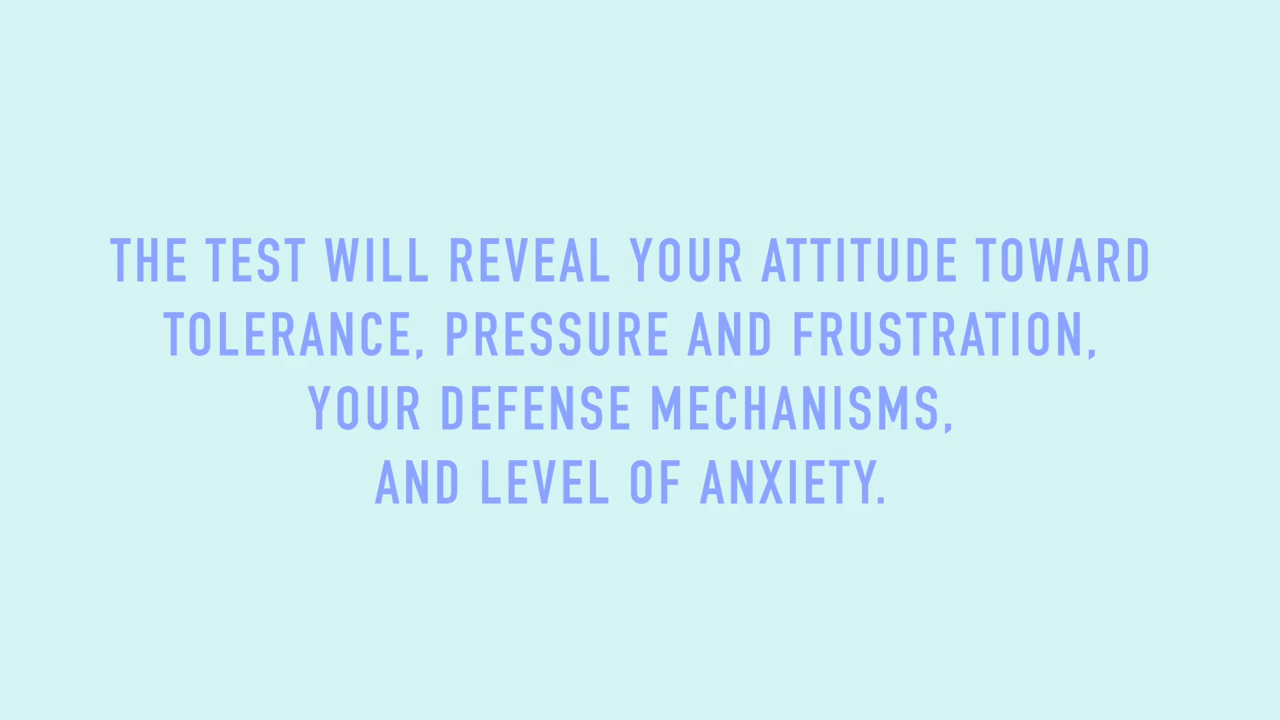 THE TEST WILL REVEAL YOUR ATTITUDE TOWARD
TOLERANCE, PRESSURE AND FRUSTRATION,
YOUR DEFENSE MECHANISMS,
AND LEVEL OF ANXIETY.